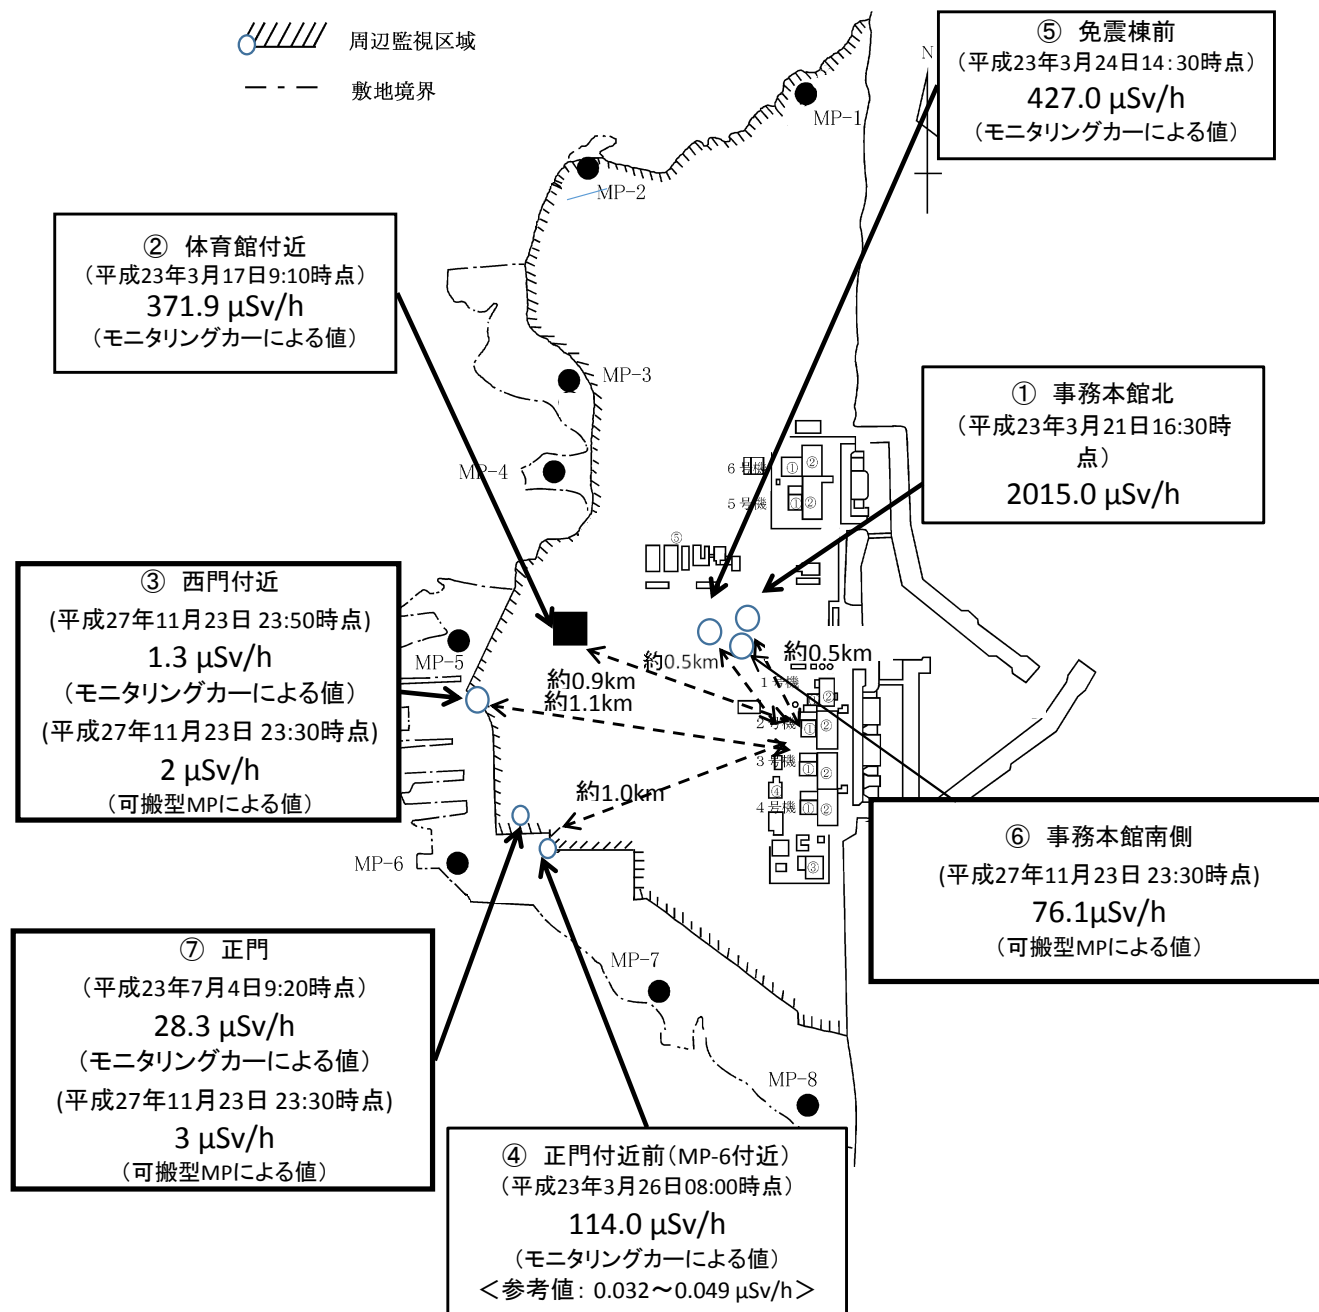 周辺監視区域
敷地境界
⑤ 免震棟前
(平成23年3月24日14:30時点)
427.0 μSv/h
(モニタリングカーによる値)
N
MP-1
MP-2
② 体育館付近
(平成23年3月17日9:10時点)
371.9 μSv/h
(モニタリングカーによる値)
MP-3
MP-4
① 事務本館北
(平成23年3月21日16:30時
点)
2015.0 μSv/h
6号機
①
②
5号機
①
②
⑤
③ 西門付近
(平成27年11月23日 23:50時点)
1.3 μSv/h
(モニタリングカーによる値)
(平成27年11月23日 23:30時点)
2 μSv/h
(可搬型MPによる値)
MP-5
約0.9km
約1.1km
約0.5km
約0.5km
1号機
②
2号機
①
②
3号機
①
②
④
4号機
①
②
③
約1.0km
MP-6
⑥ 事務本館南側
(平成27年11月23日 23:30時点)
76.1μSv/h
(可搬型MPによる値)
⑦ 正門
(平成23年7月4日9:20時点)
28.3 μSv/h
(モニタリングカーによる値)
(平成27年11月23日 23:30時点)
3 μSv/h
(可搬型MPによる値)
MP-7
MP-8
④ 正門付近前(MP-6付近)
(平成23年3月26日08:00時点)
114.0 μSv/h
(モニタリングカーによる値)
<参考値: 0.032～0.049 μSv/h>